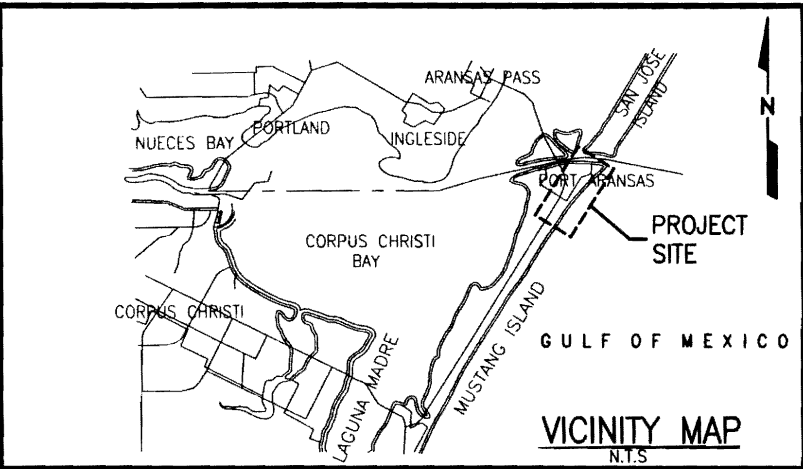 ARANSAS PASS
SAN JOSE
ISLAND
N
PORTLAND
NUECES BAY
INGLESIDE
PORT ARANSAS
PROJECT
SITE
CORPUS CHRISTI
BAY
CORPUS CHRISTI
MUSTANG ISLAND
LAGUNA MADRE
GULF OF MEXICO
VICINITY MAP
N.T.S